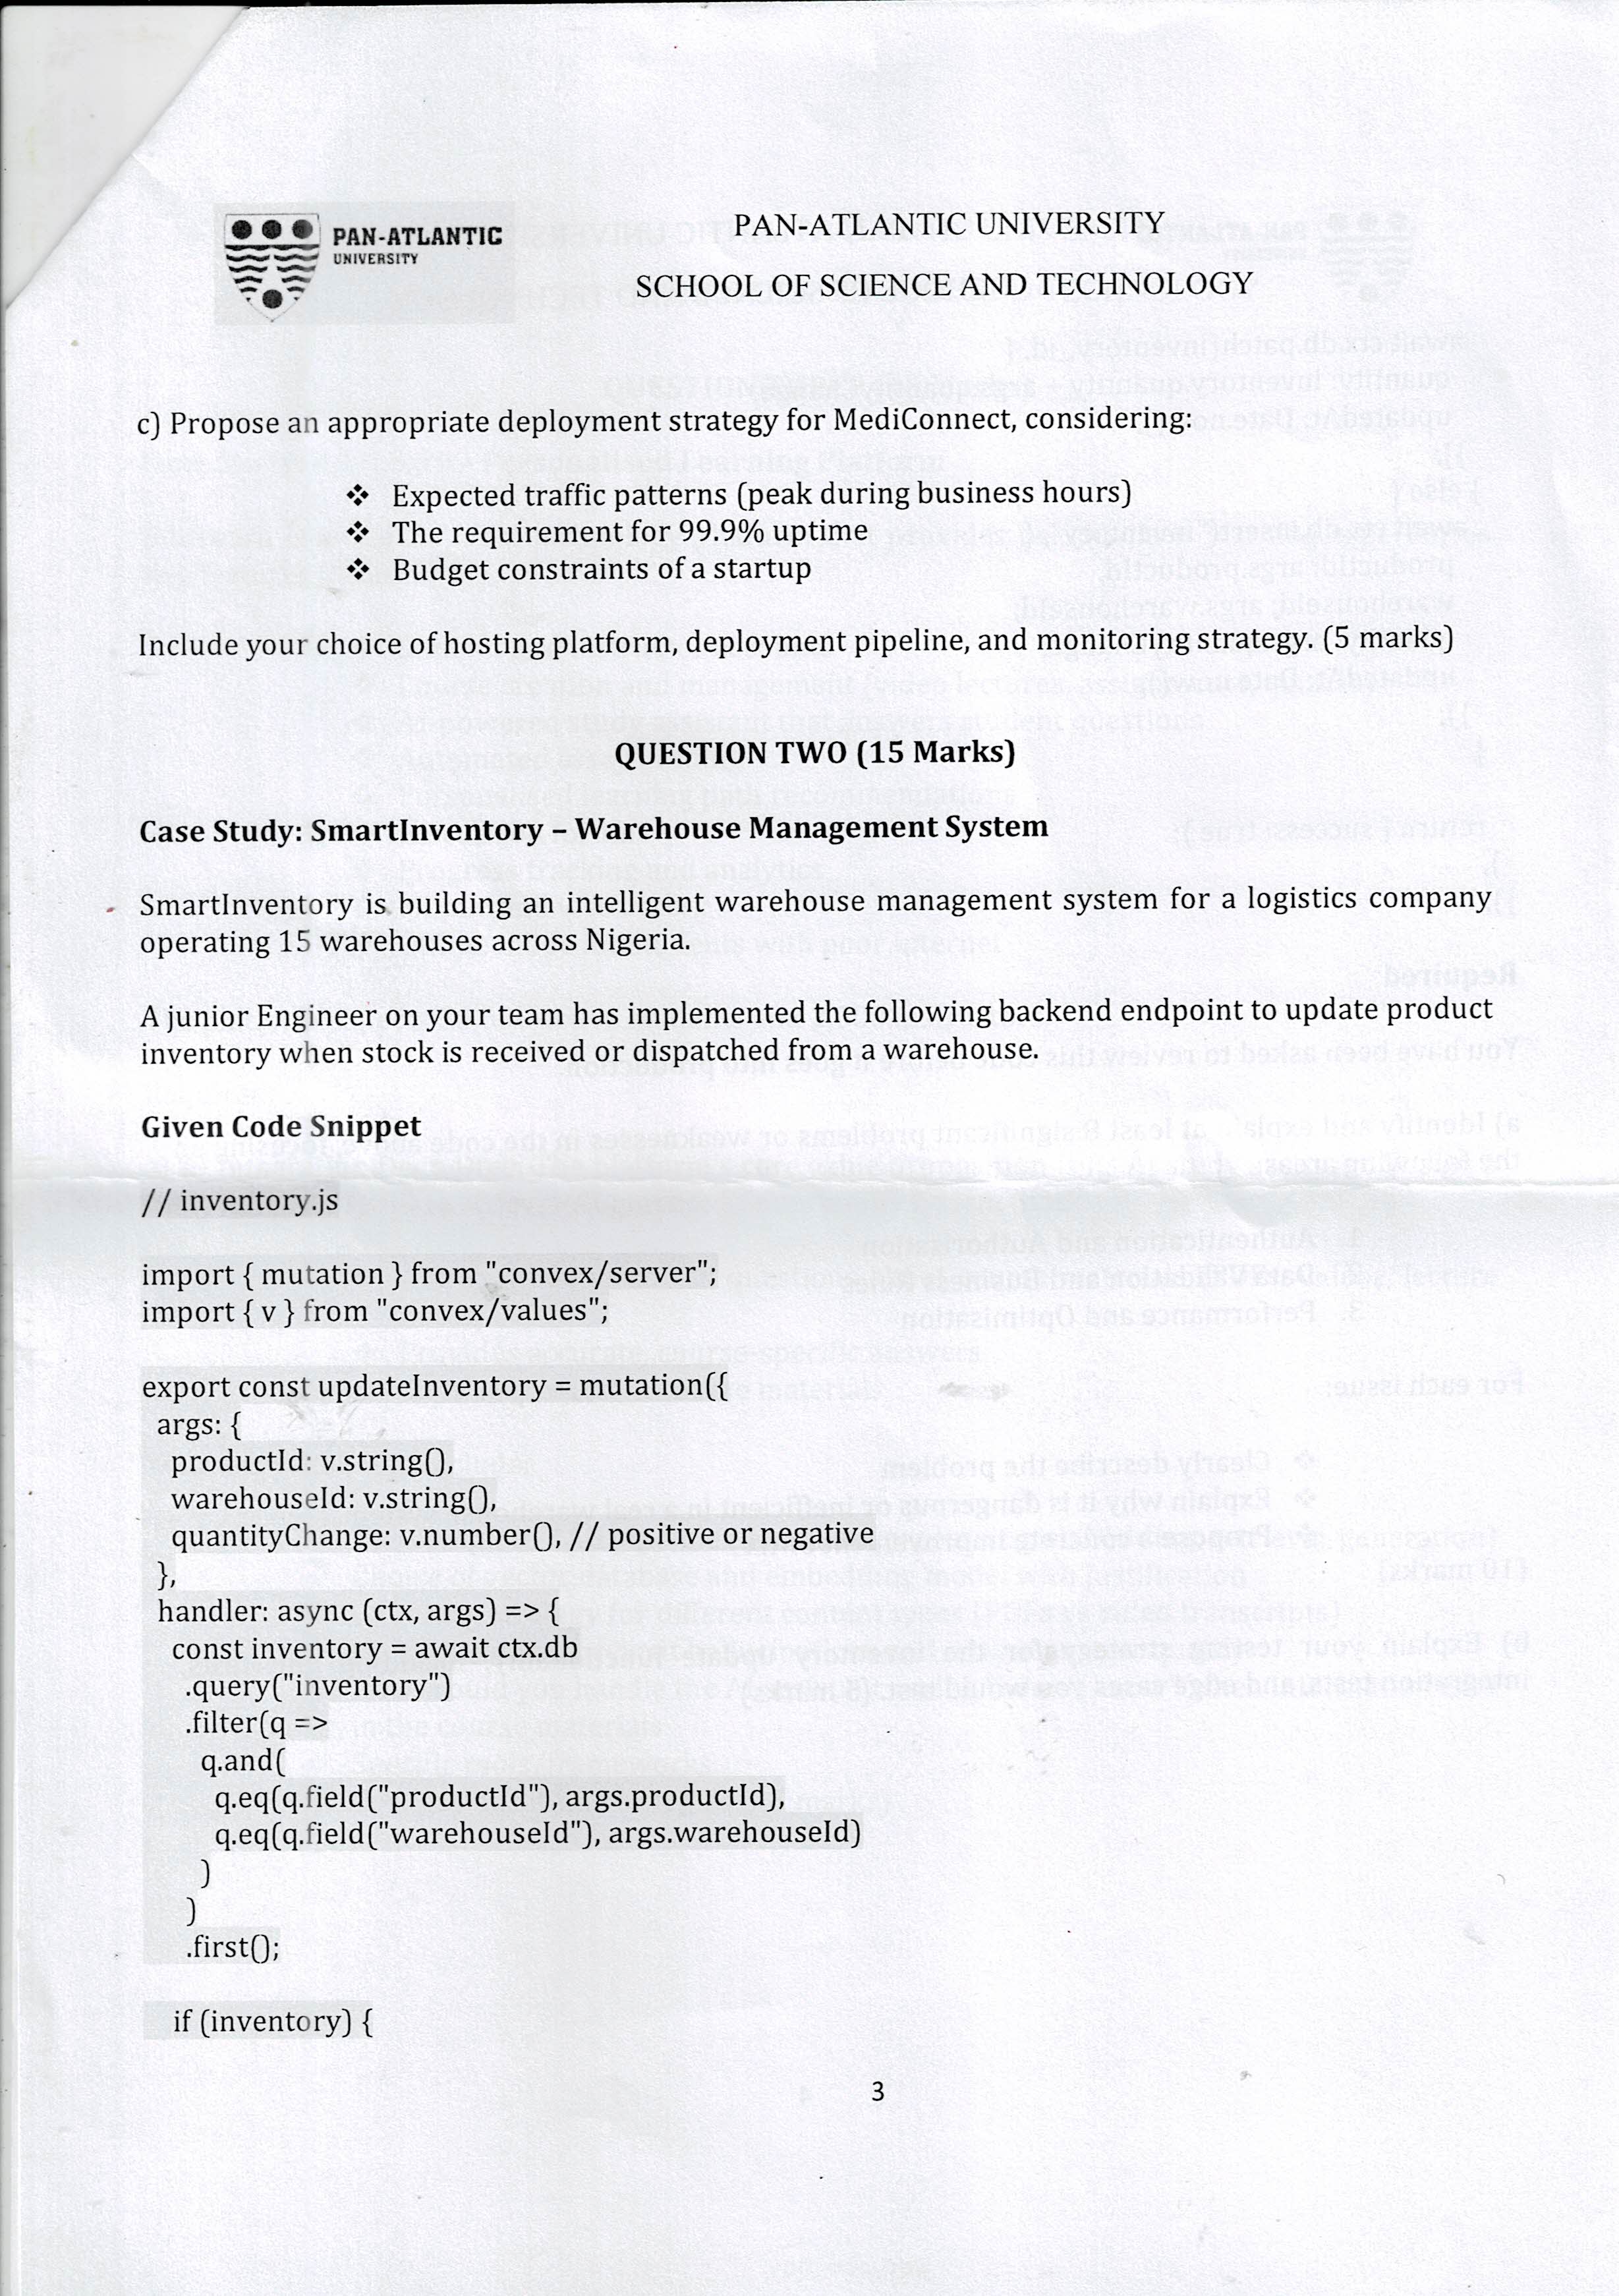 PAN-ATLANTIC
UNIVERSITY
PAN-ATLANTIC UNIVERSITY
SCHOOL OF SCIENCE AND TECHNOLOGY
c) Propose an appropriate deployment strategy for MediConnect, considering:
❖ Expected traffic patterns (peak during business hours)
❖ The requirement for 99.9% uptime
❖ Budget constraints of a startup
Include your choice of hosting platform, deployment pipeline, and monitoring strategy. (5 marks)
QUESTION TWO (15 Marks)
Case Study: SmartInventory – Warehouse Management System
SmartInventory is building an intelligent warehouse management system for a logistics company
operating 15 warehouses across Nigeria.
A junior Engineer on your team has implemented the following backend endpoint to update product
inventory when stock is received or dispatched from a warehouse.
Given Code Snippet
// inventory.js
import { mutation } from "convex/server";
import { v } from "convex/values";
export const updateInventory = mutation({
args: {
productId: v.string(),
warehouseId: v.string(),
quantityChange: v.number(), // positive or negative
},
handler: async (ctx, args) => {
const inventory = await ctx.db
.query("inventory")
.filter(q =>
q.and(
q.eq(q.field("productId"), args.productId),
q.eq(q.field("warehouseId"), args.warehouseId)
)
)
.first();
if (inventory) {
3